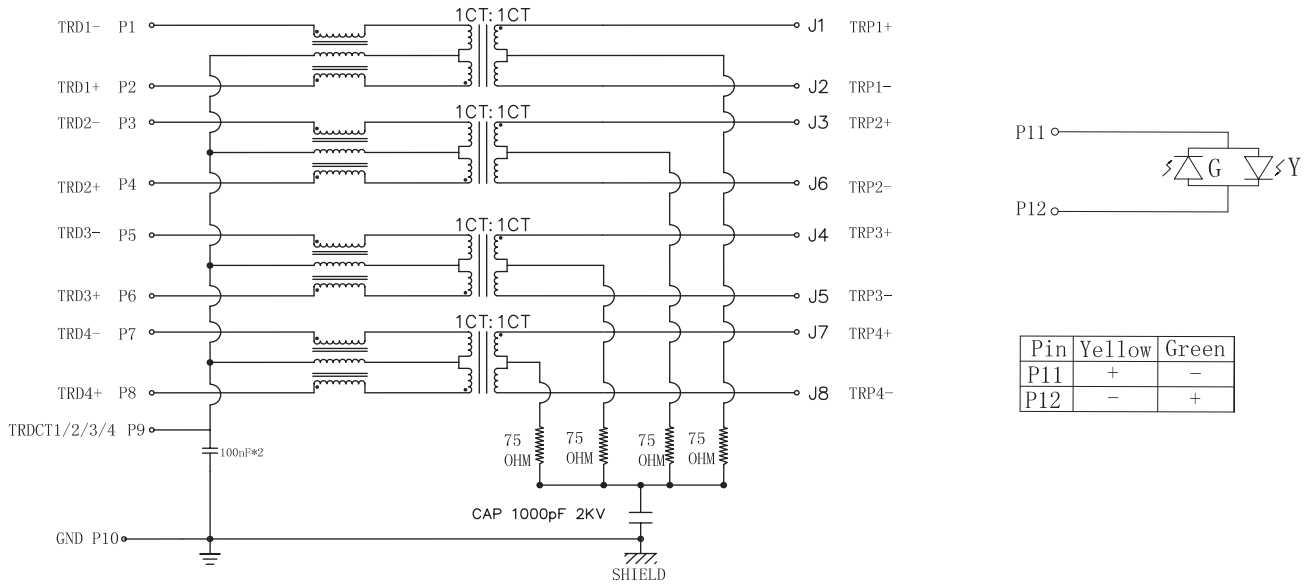 1CT:1CT
TRD1- P1 J1 TRP1+
TRD1+ P2 J2 TRP1-
1CT:1CT
TRD2- P3 J3 TRP2+
TRD2+ P4 J6 TRP2-
1CT:1CT
TRD3- P5 J4 TRP3+
TRD3+ P6 J5 TRP3-
1CT:1CT
TRD4- P7 J7 TRP4+
TRD4+ P8 J8 TRP4-
TRDCT1/2/3/4 P9
100nF*2
75 75 75 75
OHM OHM OHM OHM
CAP 1000pF 2KV
GND P10
SHIELD
P11
G Y
P12
Pin Yellow Green
P11 + -
P12 - +